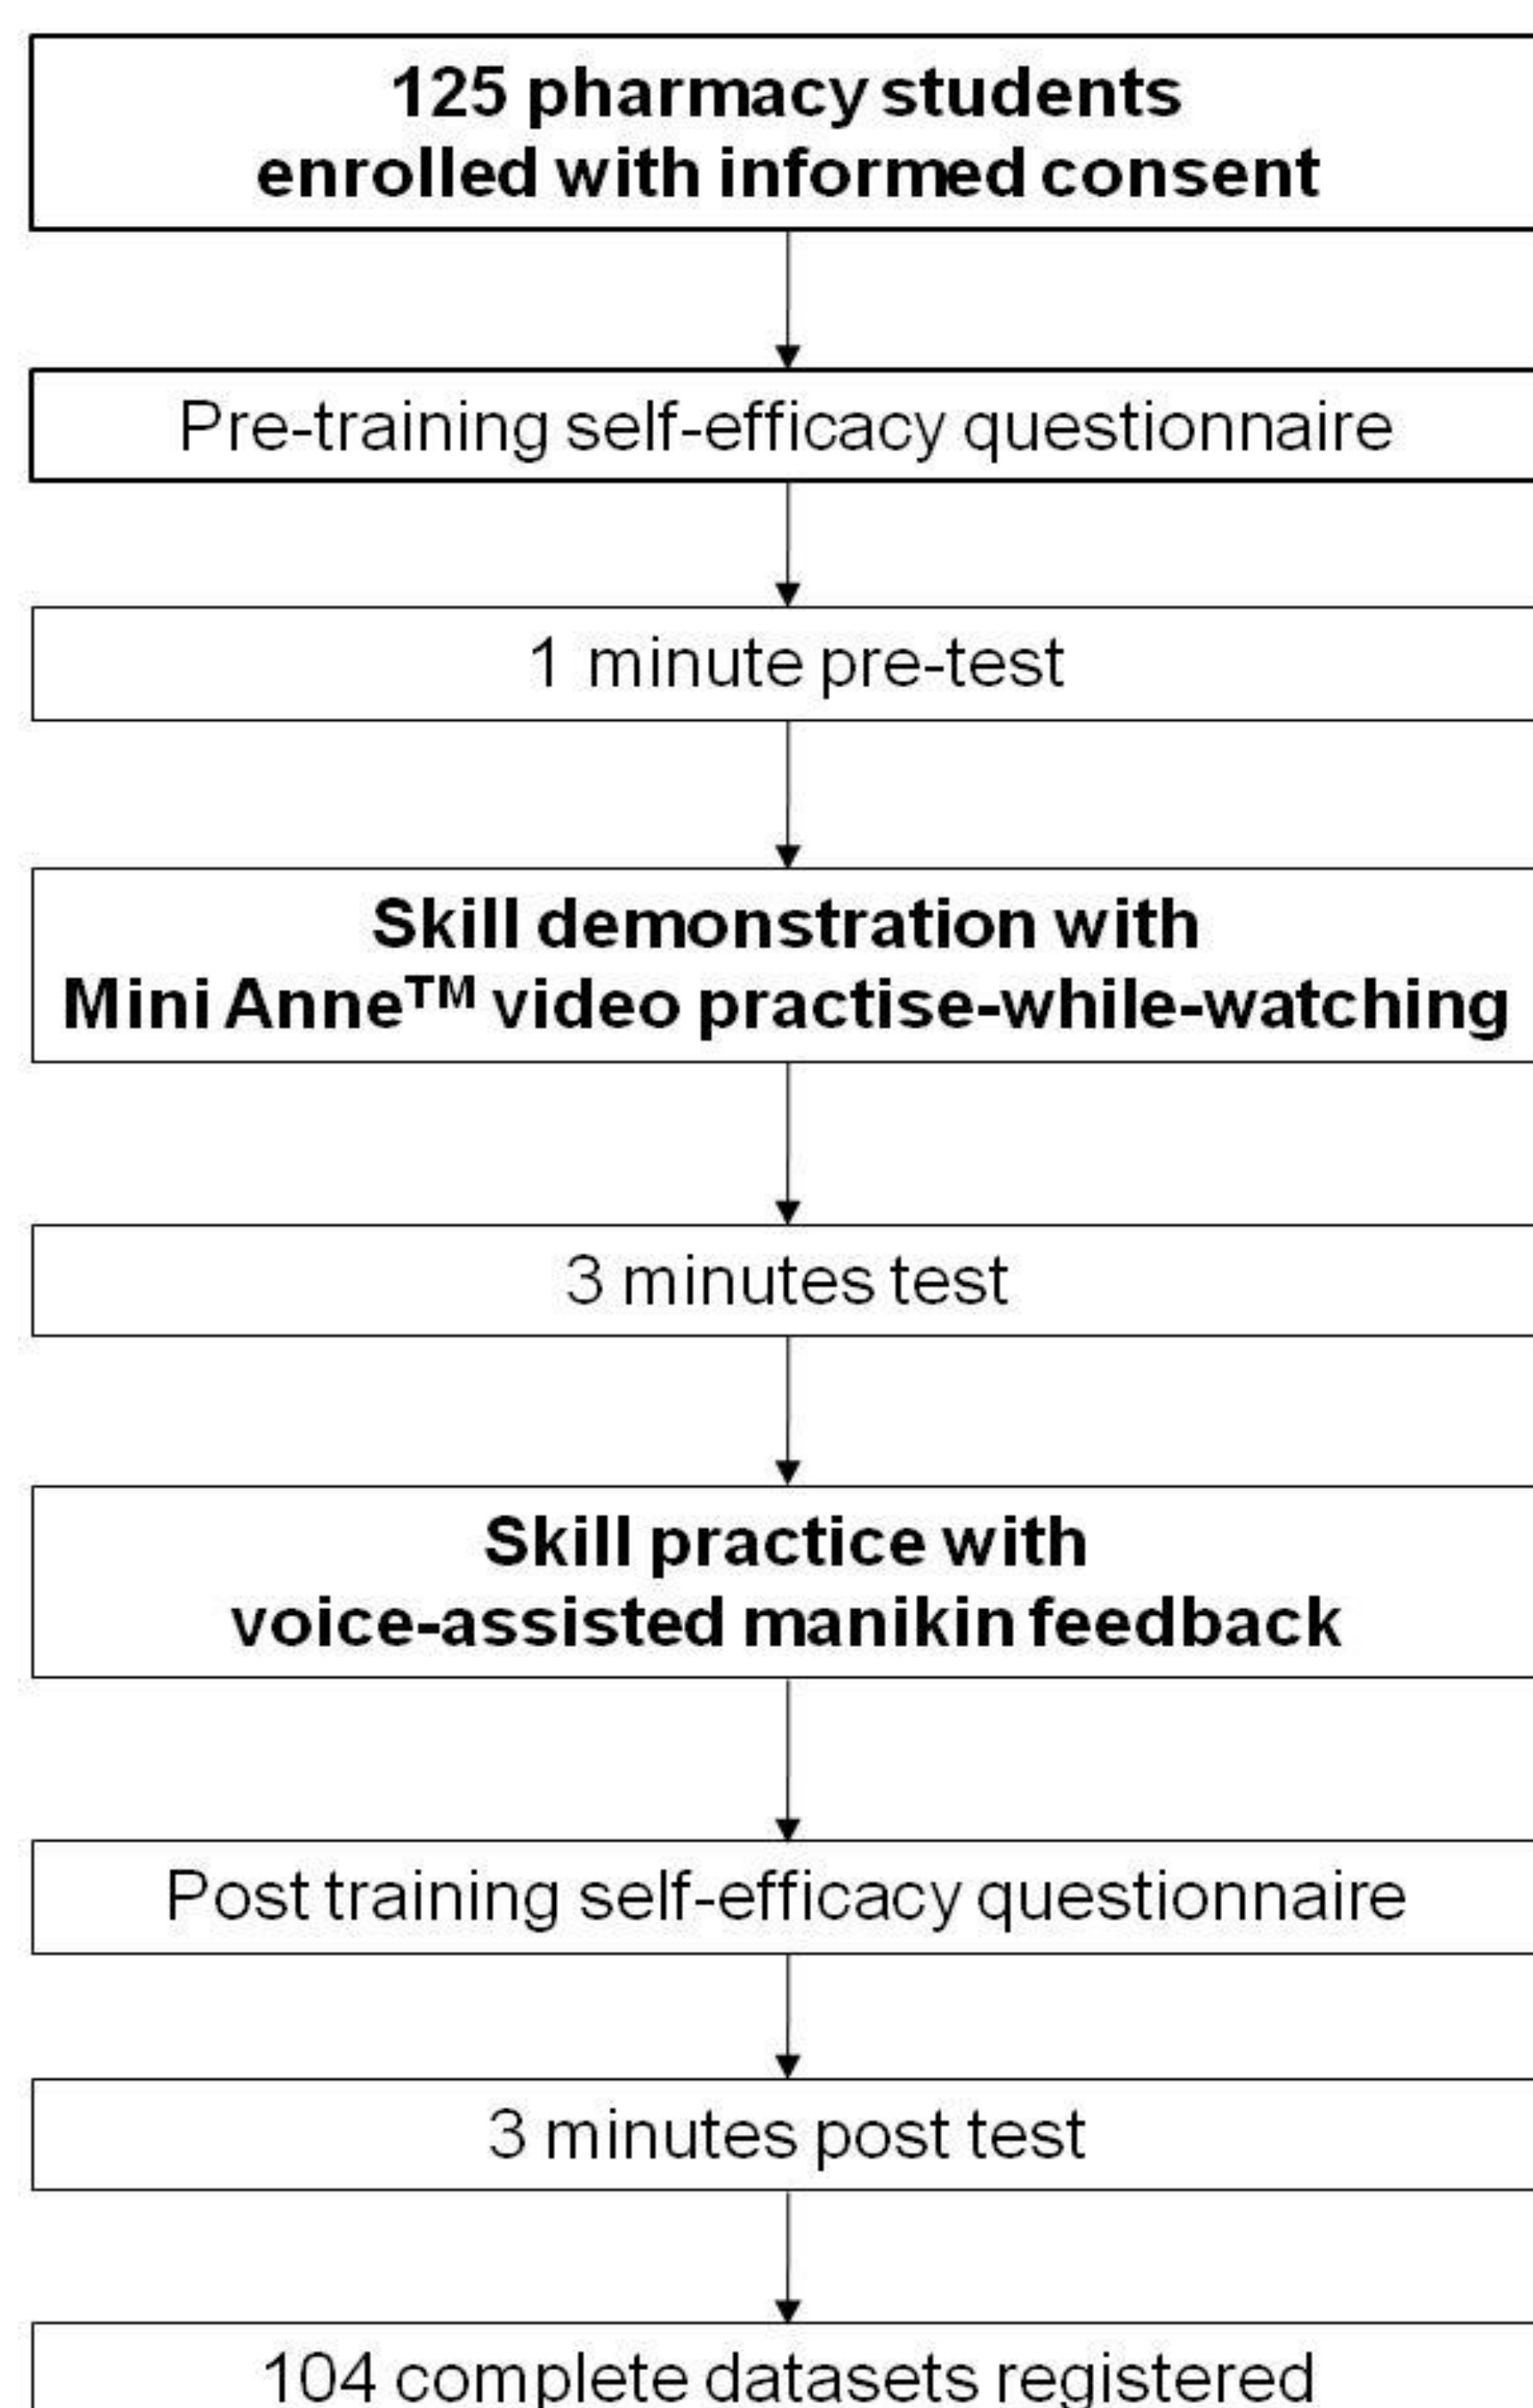 125 pharmacy students
enrolled with informed consent
Pre-training self-efficacy questionnaire
1 minute pre-test
Skill demonstration with
Mini Anne™ video practise-while-watching
3 minutes test
Skill practice with
voice-assisted manikin feedback
Post training self-efficacy questionnaire
3 minutes post test
104 complete datasets registered